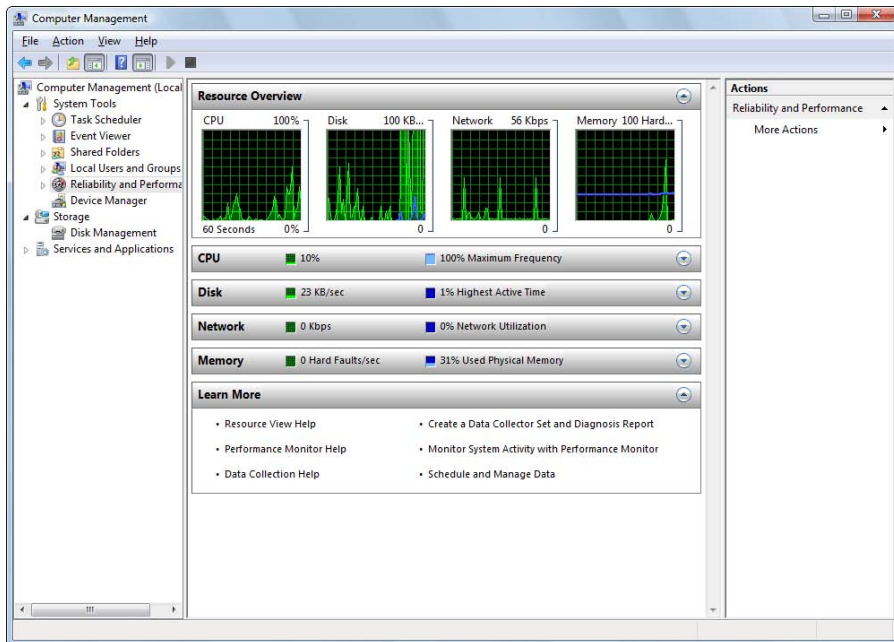 Computer Management
File Action View Help
Computer Management (Local
System Tools
Task Scheduler
Event Viewer
Shared Folders
Local Users and Groups
Reliability and Performa
Device Manager
Storage
Disk Management
Services and Applications
Resource Overview
CPU 100% Disk 100 KB... Network 56 Kbps Memory 100 Hard...
60 Seconds 0% 0 0 0
CPU 10% 100% Maximum Frequency
Disk 23 KB/sec 1% Highest Active Time
Network 0 Kbps 0% Network Utilization
Memory 0 Hard Faults/sec 31% Used Physical Memory
Learn More
• Resource View Help • Create a Data Collector Set and Diagnosis Report
• Performance Monitor Help • Monitor System Activity with Performance Monitor
• Data Collection Help • Schedule and Manage Data
Actions
Reliability and Performance
More Actions